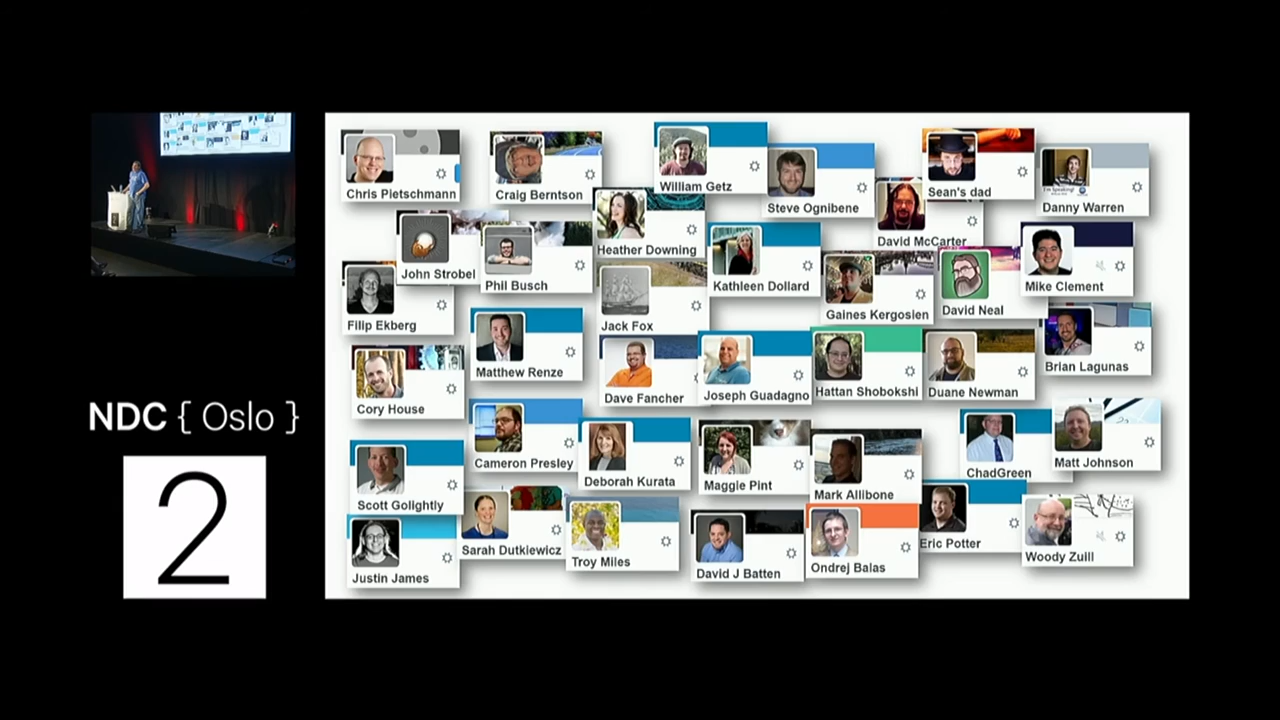 Chris Pietschmann
Craig Berntson
William Getz
Steve Ognibene
Sean's dad
Danny Warren
I'm Speaking!
Heather Downing
David McCarter
John Strobel
Phil Busch
Kathleen Dollard
Mike Clement
Filip Ekberg
Jack Fox
Gaines Kergosien
David Neal
Matthew Renze
Dave Fancher
Joseph Guadagno
Hattan Shobokshi
Duane Newman
Brian Lagunas
Cory House
NDC { Oslo }
2
Cameron Presley
Deborah Kurata
Maggie Pint
Mark Allibone
ChadGreen
Matt Johnson
Scott Golightly
Sarah Dutkiewicz
Troy Miles
David J Batten
Ondrej Balas
Eric Potter
Woody Zuill
Justin James